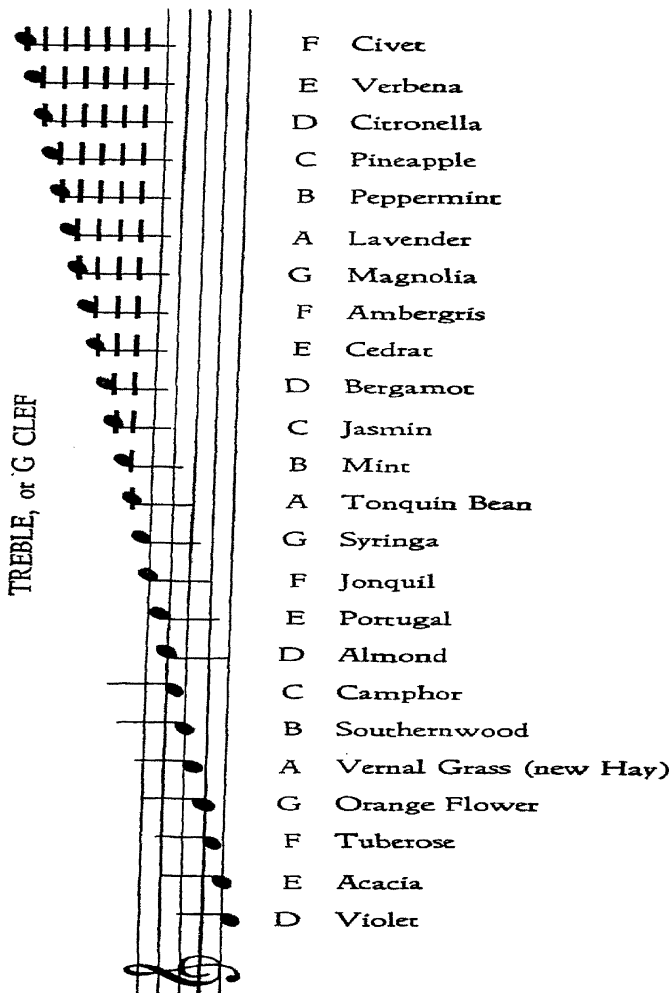 F Civet
E Verbena
D Citronella
C Pineapple
B Peppermint
A Lavender
G Magnolia
F Ambergris
E Cedrat
D Bergamot
C Jasmin
B Mint
A Tonquin Bean
G Syringa
F Jonquil
E Portugal
D Almond
C Camphor
B Southernwood
A Vernal Grass (new Hay)
G Orange Flower
F Tuberose
E Acacia
D Violet
TREBLE, or G CLEF